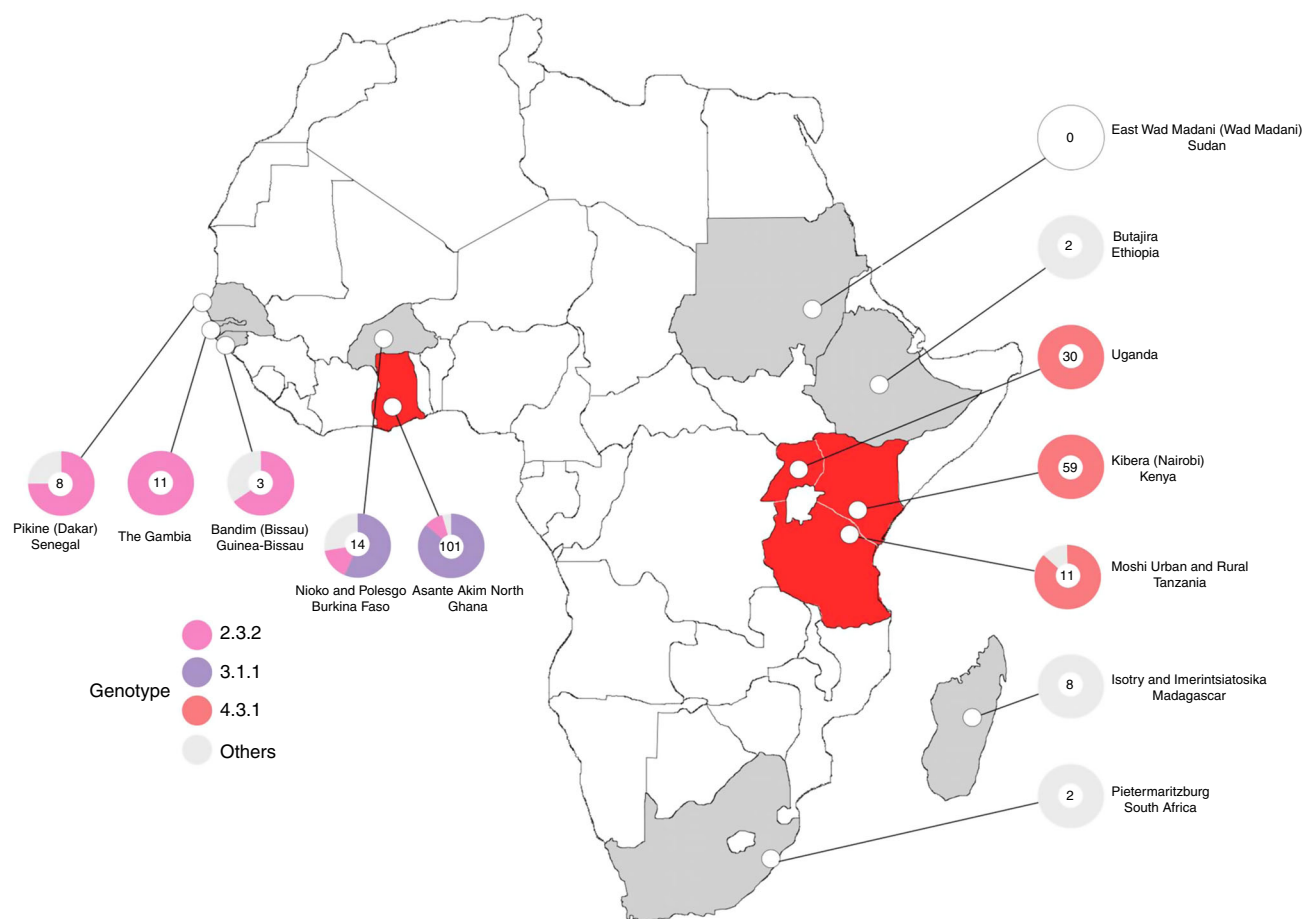 0
East Wad Madani (Wad Madani)
Sudan
2
Butajira
Ethiopia
30
Uganda
59
Kibera (Nairobi)
Kenya
11
Moshi Urban and Rural
Tanzania
8
Isotry and Imerintsiatosika
Madagascar
2
Pietermaritzburg
South Africa
8
Pikine (Dakar)
Senegal
11
The Gambia
3
Bandim (Bissau)
Guinea-Bissau
14
Nioko and Polesgo
Burkina Faso
101
Asante Akim North
Ghana
Genotype
2.3.2
3.1.1
4.3.1
Others